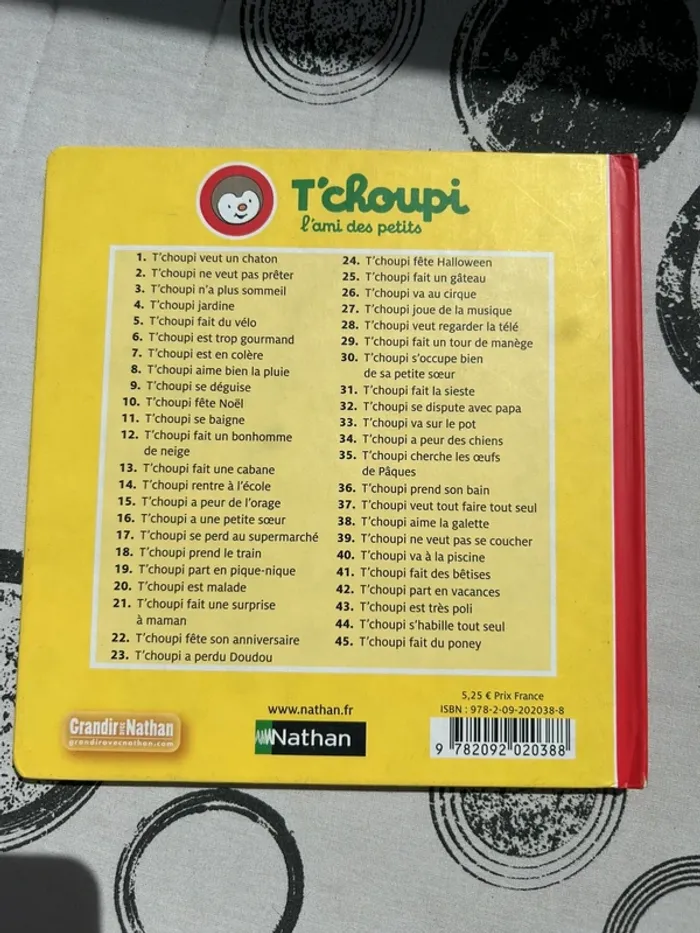 T'choupi
l'ami des petits
1. T'choupi veut un chaton
2. T'choupi ne veut pas prêter
3. T'choupi n'a plus sommeil
4. T'choupi jardine
5. T'choupi fait du vélo
6. T'choupi est trop gourmand
7. T'choupi est en colère
8. T'choupi aime bien la pluie
9. T'choupi se déguise
10. T'choupi fête Noël
11. T'choupi se baigne
12. T'choupi fait un bonhomme
de neige
13. T'choupi fait une cabane
14. T'choupi rentre à l'école
15. T'choupi a peur de l'orage
16. T'choupi a une petite sœur
17. T'choupi se perd au supermarché
18. T'choupi prend le train
19. T'choupi part en pique-nique
20. T'choupi est malade
21. T'choupi fait une surprise
à maman
22. T'choupi fête son anniversaire
23. T'choupi a perdu Doudou
24. T'choupi fête Halloween
25. T'choupi fait un gâteau
26. T'choupi va au cirque
27. T'choupi joue de la musique
28. T'choupi veut regarder la télé
29. T'choupi fait un tour de manège
30. T'choupi s'occupe bien
de sa petite sœur
31. T'choupi fait la sieste
32. T'choupi se dispute avec papa
33. T'choupi va sur le pot
34. T'choupi a peur des chiens
35. T'choupi cherche les œufs
de Pâques
36. T'choupi prend son bain
37. T'choupi veut tout faire tout seul
38. T'choupi aime la galette
39. T'choupi ne veut pas se coucher
40. T'choupi va à la piscine
41. T'choupi fait des bêtises
42. T'choupi part en vacances
43. T'choupi est très poli
44. T'choupi s'habille tout seul
45. T'choupi fait du poney
Grandir avec Nathan
grandiravecnathan.com
www.nathan.fr
Nathan
5,25 € Prix France
ISBN : 978-2-09-202038-8
9 782092 020388